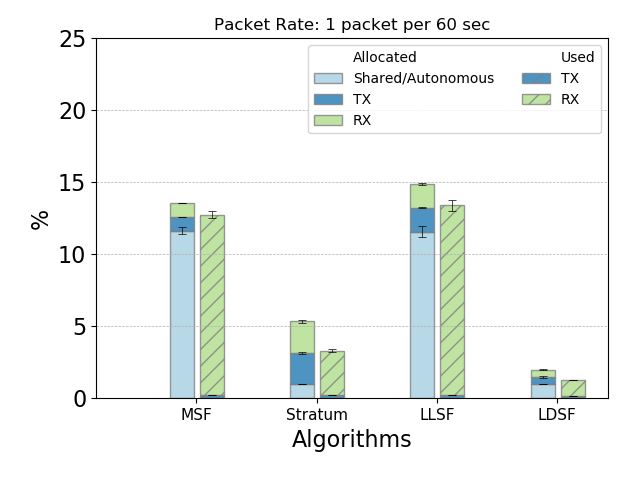 Packet Rate: 1 packet per 60 sec
Allocated
Shared/Autonomous
TX
RX
Used
TX
RX
25
20
15
10
5
0
%
MSF
Stratum
LLSF
LDSF
Algorithms